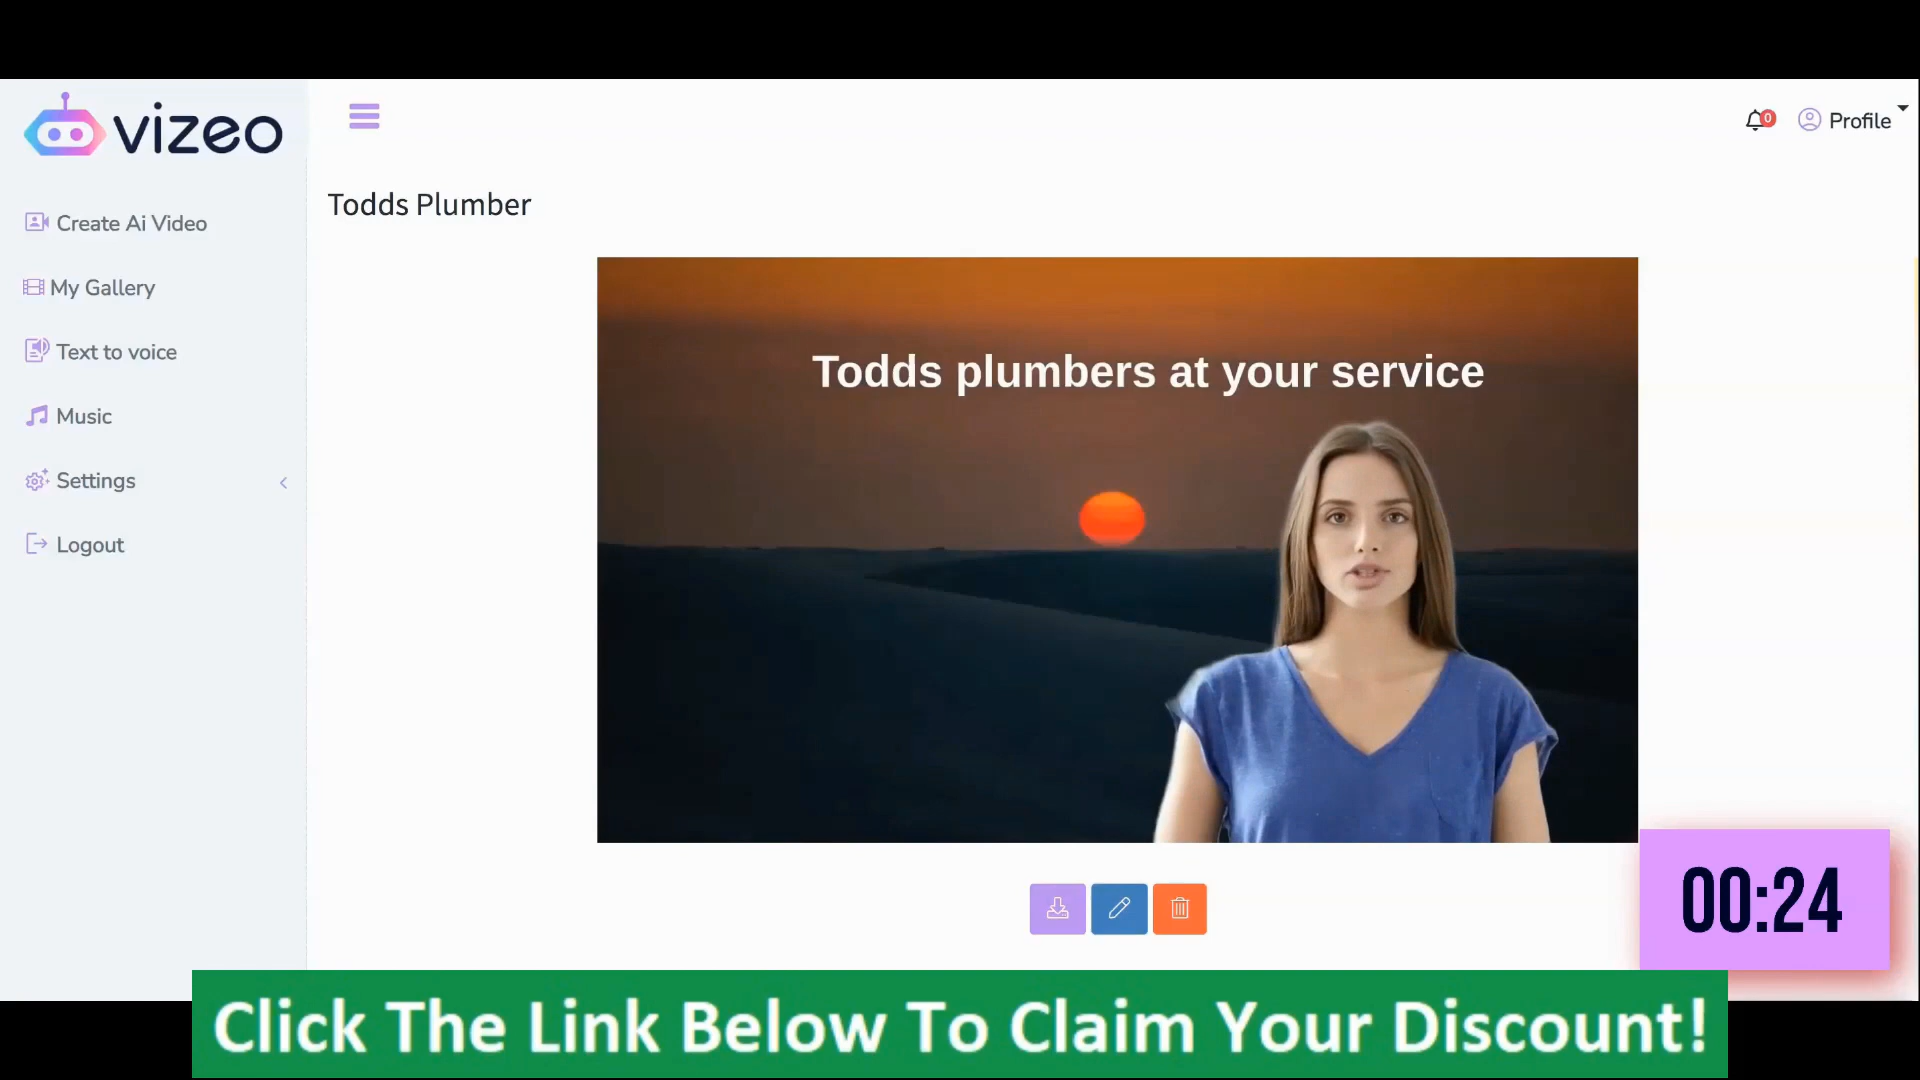 vizeo
0
Profile
Todds Plumber
Create Ai Video
My Gallery
Text to voice
Music
Settings
Logout
Todds plumbers at your service
00:24
Click The Link Below To Claim Your Discount!